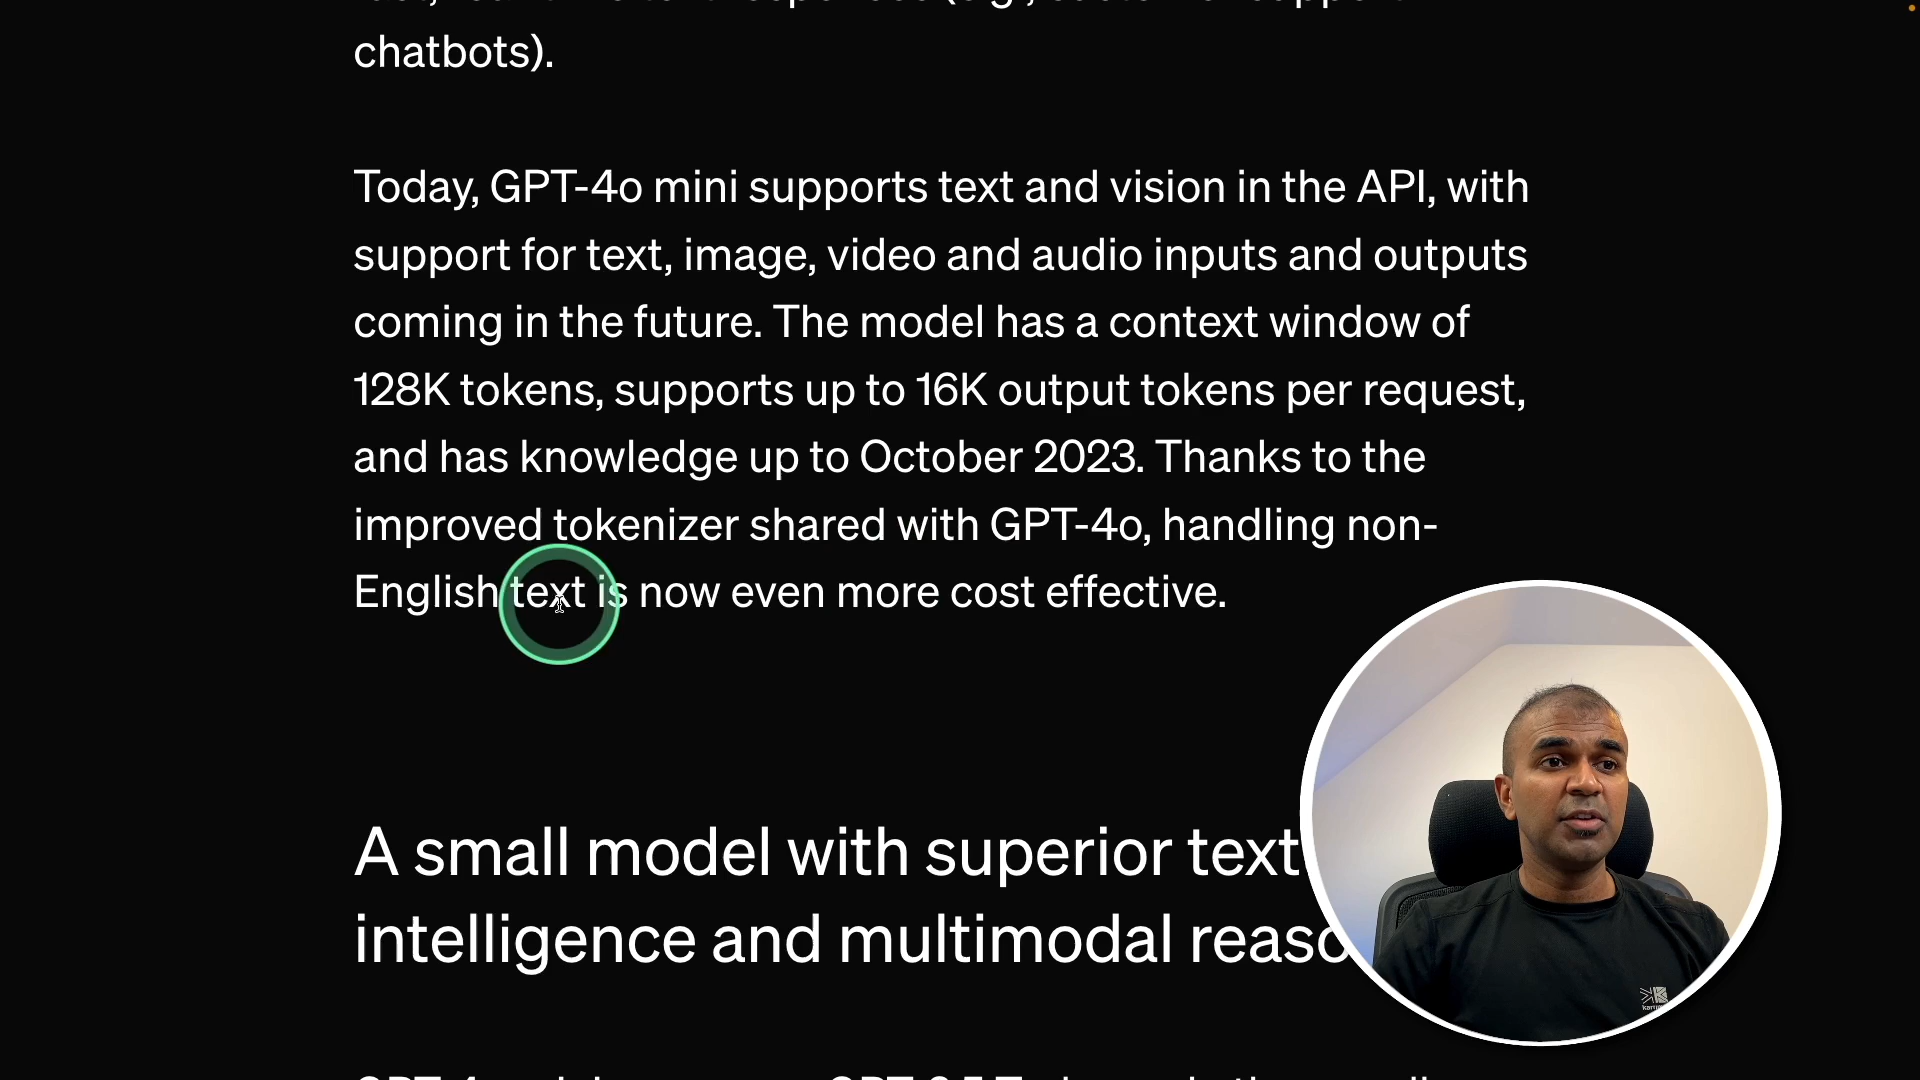 chatbots).
Today, GPT-4o mini supports text and vision in the API, with
support for text, image, video and audio inputs and outputs
coming in the future. The model has a context window of
128K tokens, supports up to 16K output tokens per request,
and has knowledge up to October 2023. Thanks to the
improved tokenizer shared with GPT-4o, handling non-
English text is now even more cost effective.
A small model with superior text
intelligence and multimodal reaso